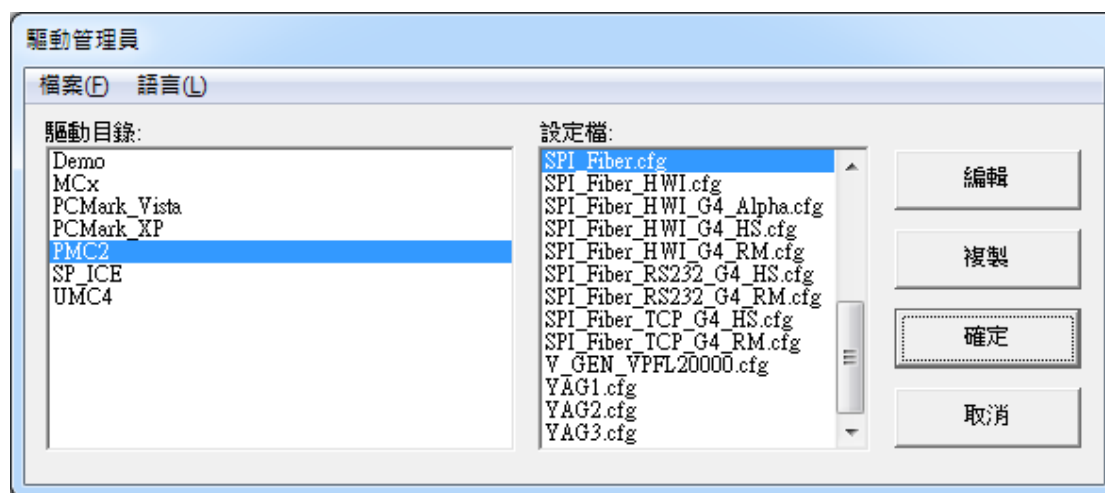 驅動管理員
檔案(F) 語言(L)
驅動目錄:
Demo
MCx
PCMark_Vista
PCMark_XP
PMC2
SP_ICE
UMC4
設定檔:
SPI_Fiber.cfg
SPI_Fiber_HWI.cfg
SPI_Fiber_HWI_G4_Alpha.cfg
SPI_Fiber_HWI_G4_HS.cfg
SPI_Fiber_HWI_G4_RM.cfg
SPI_Fiber_RS232_G4_HS.cfg
SPI_Fiber_RS232_G4_RM.cfg
SPI_Fiber_TCP_G4_HS.cfg
SPI_Fiber_TCP_G4_RM.cfg
V_GEN_VPFL20000.cfg
YAG1.cfg
YAG2.cfg
YAG3.cfg
編輯
複製
確定
取消